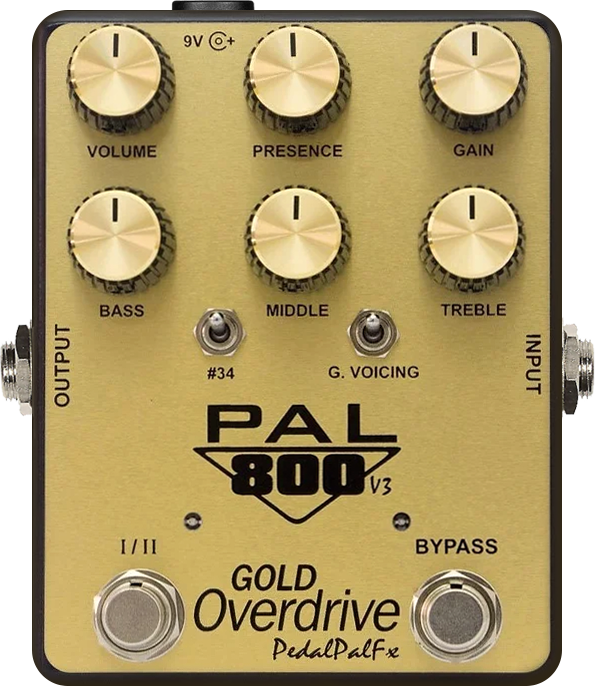 9V +
VOLUME PRESENCE GAIN
BASS MIDDLE TREBLE
OUTPUT
INPUT
#34 G. VOICING
PAL
800 V3
I/II BYPASS
GOLD
Overdrive
PedalPalFx